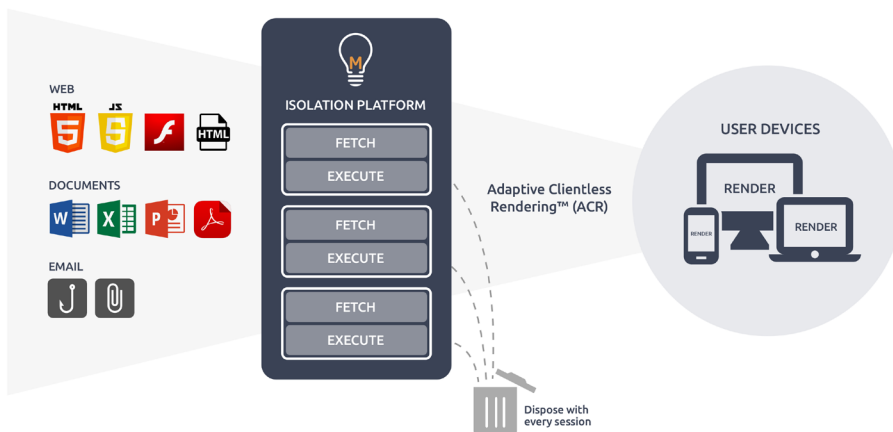 WEB
HTML
JS
HTML
DOCUMENTS
W
X
P
EMAIL
M
ISOLATION PLATFORM
FETCH
EXECUTE
FETCH
EXECUTE
FETCH
EXECUTE
Adaptive Clientless
Rendering™ (ACR)
Dispose with
every session
USER DEVICES
RENDER
RENDER
RENDER